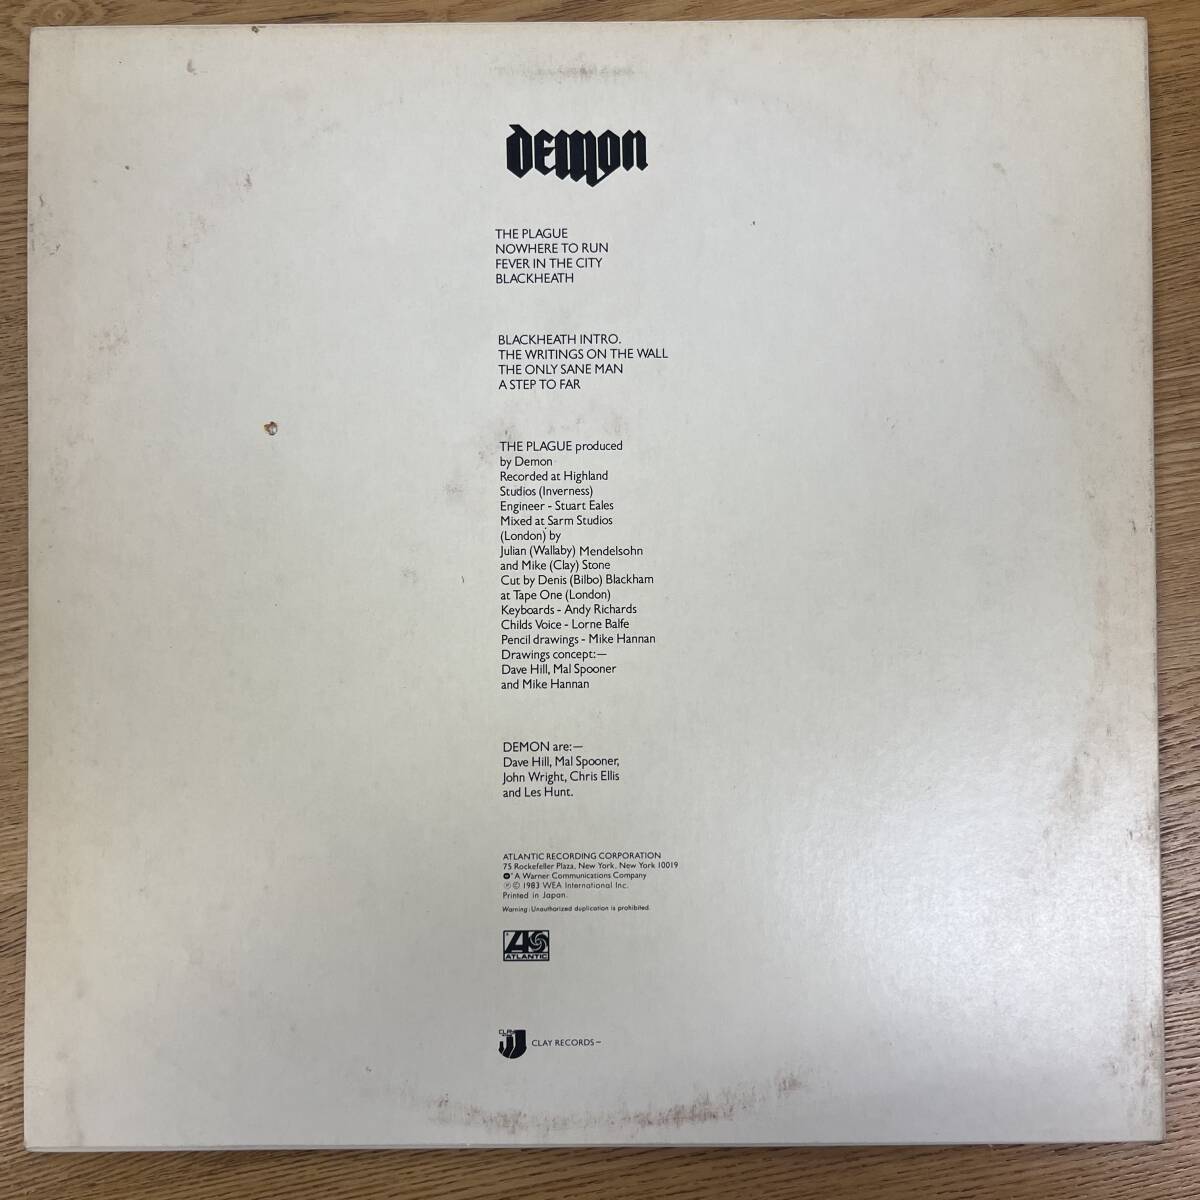 DEMON
THE PLAGUE
NOWHERE TO RUN
FEVER IN THE CITY
BLACKHEATH
BLACKHEATH INTRO.
THE WRITINGS ON THE WALL
THE ONLY SANE MAN
A STEP TO FAR
THE PLAGUE produced
by Demon
Recorded at Highland
Studios (Inverness)
Engineer - Stuart Eales
Mixed at Sarm Studios
(London) by
Julian (Wallaby) Mendelsohn
and Mike (Clay) Stone
Cut by Denis (Bilbo) Blackham
at Tape One (London)
Keyboards - Andy Richards
Childs Voice - Lorne Balfe
Pencil drawings - Mike Hannan
Drawings concept:—
Dave Hill, Mal Spooner
and Mike Hannan
DEMON are:—
Dave Hill, Mal Spooner,
John Wright, Chris Ellis
and Les Hunt.
ATLANTIC RECORDING CORPORATION
75 Rockefeller Plaza, New York, New York 10019
A Warner Communications Company
℗ © 1983 WEA International Inc.
Printed in Japan.
Warning: Unauthorized duplication is prohibited.
ATLANTIC
CLAY
CLAY RECORDS –